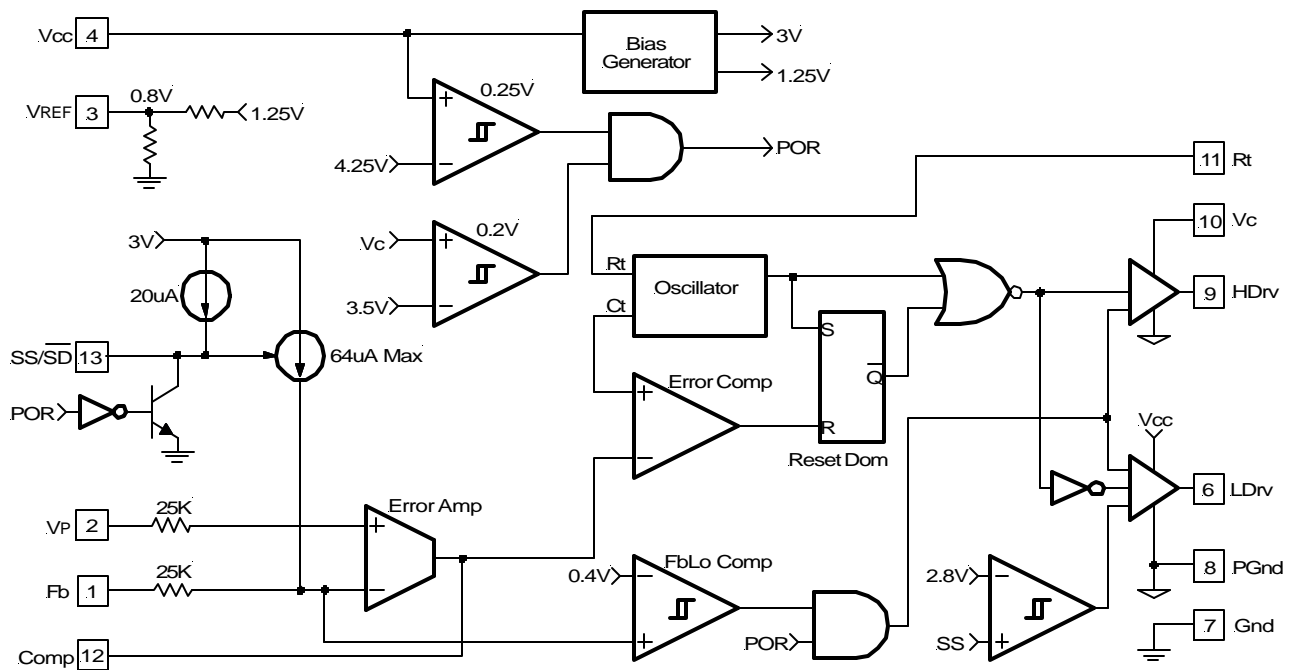 Vcc 4
Bias
Generator
3V
1.25V
VREF 3
0.8V
1.25V
0.25V
4.25V
POR
11 Rt
10 Vc
3V
20uA
Vc
0.2V
3.5V
Rt
Ct
Oscillator
9 HDrv
SS/SD 13
64uA Max
S
Q
R
Reset Dom
Error Comp
POR
Vcc
6 LDrv
VP 2
25K
Error Amp
Fb 1
25K
0.4V
FbLo Comp
2.8V
8 PGnd
7 Gnd
POR
SS
Comp 12
+
−
+
−
+
−
+
−
−
+
−
+